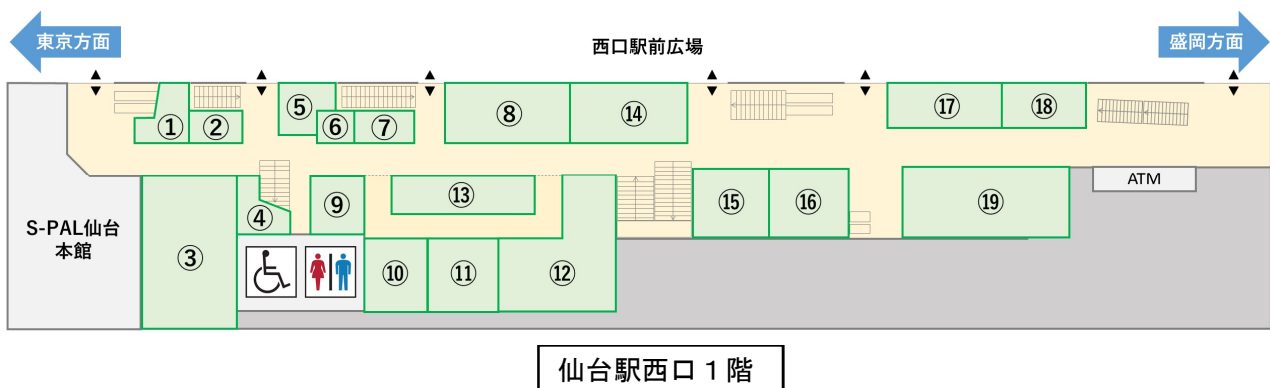 東京方面
西口駅前広場
盛岡方面
①
②
⑤
⑥
⑦
⑧
⑭
⑰
⑱
S-PAL仙台
本館
③
④
⑨
⑬
⑩
⑪
⑫
⑮
⑯
⑲
ATM
仙台駅西口１階